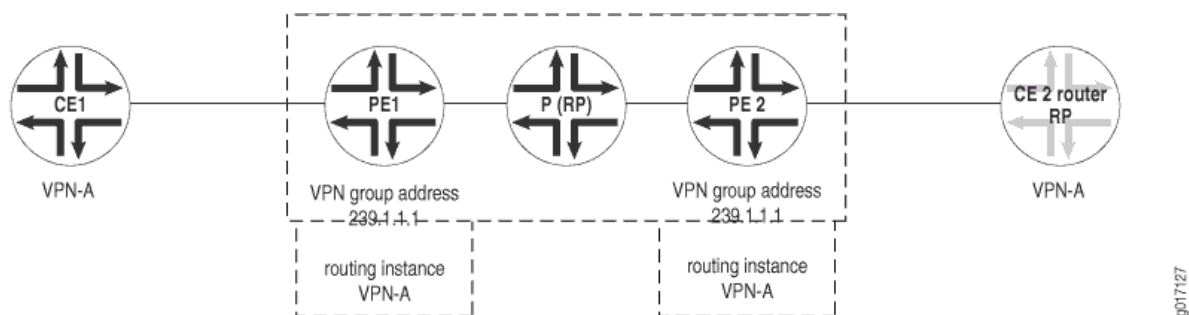 CE1
PE1
P (RP)
PE 2
CE 2 router
RP
VPN-A
VPN group address
239.1.1.1
VPN group address
239.1.1.1
VPN-A
routing instance
VPN-A
routing instance
VPN-A
g017127